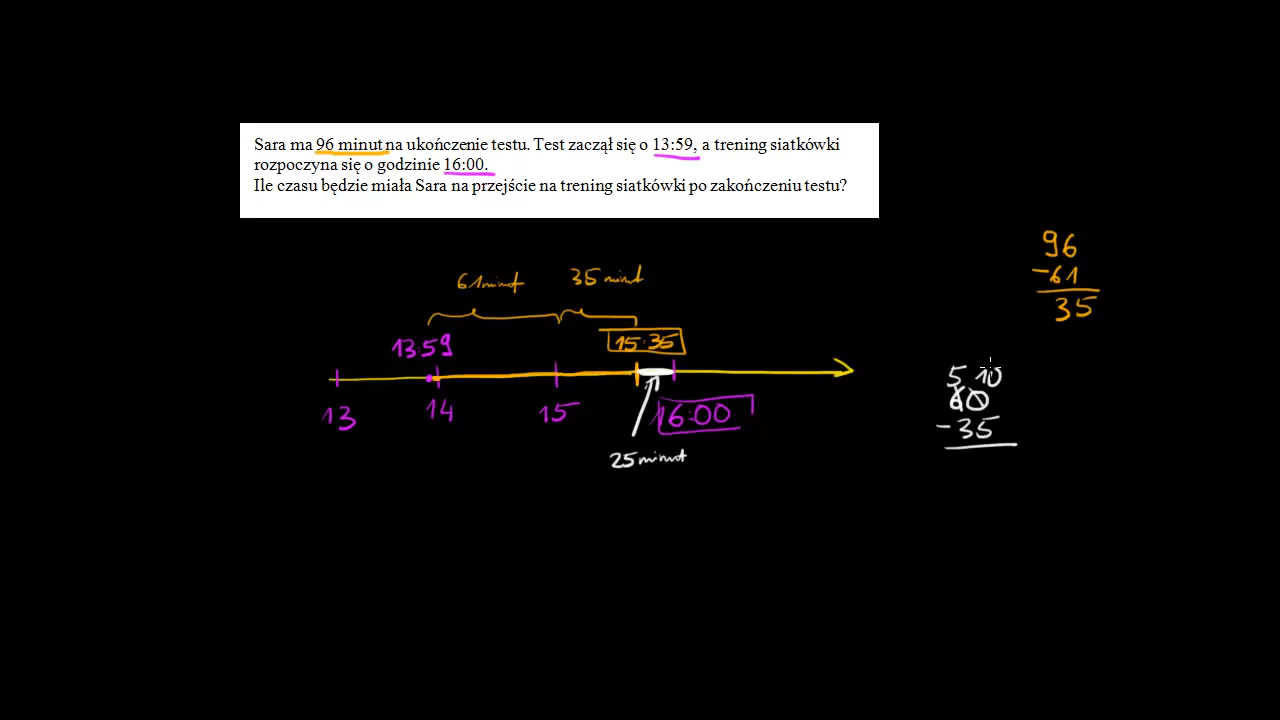 Sara ma 96 minut na ukończenie testu. Test zaczął się o 13:59, a trening siatkówki
rozpoczyna się o godzinie 16:00.
Ile czasu będzie miała Sara na przejście na trening siatkówki po zakończeniu testu?
96
-61
35
61minut 35 minut
13:59 15:35
13 14 15 16:00
25 minut
5 10
60
-35